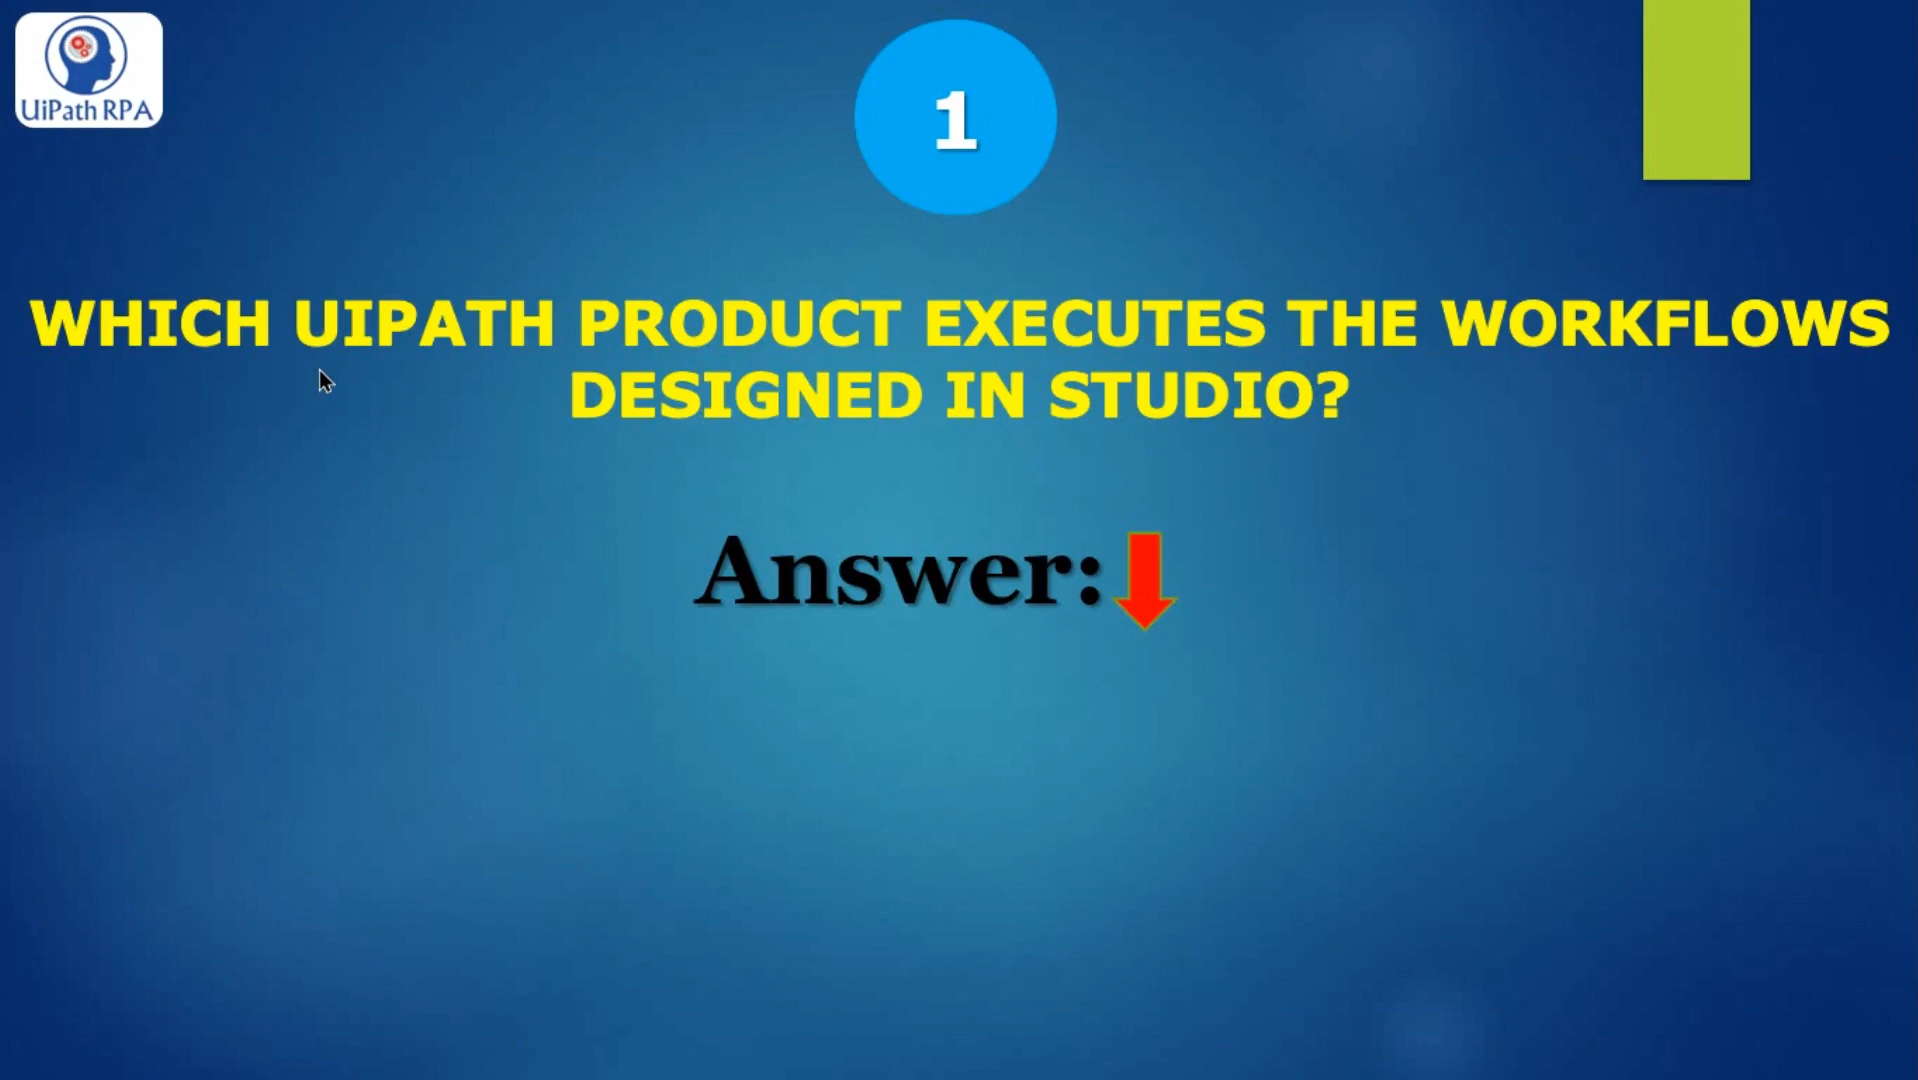 UiPath RPA
1
WHICH UIPATH PRODUCT EXECUTES THE WORKFLOWS
DESIGNED IN STUDIO?
Answer: